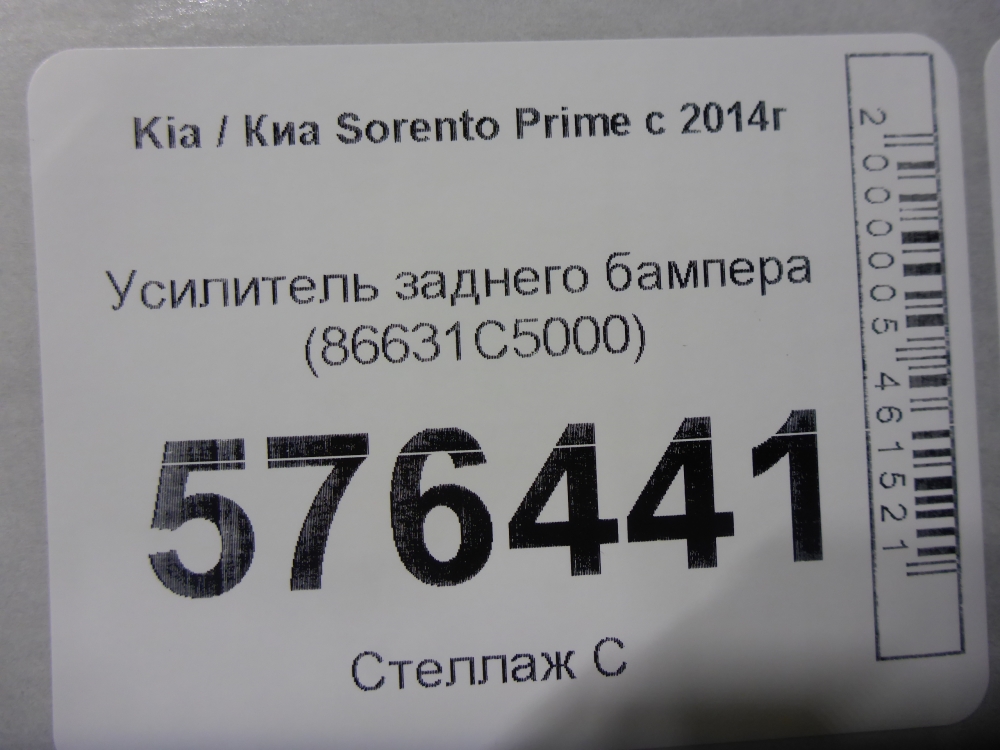 Kia / Киа Sorento Prime с 2014г
Усилитель заднего бампера
(86631C5000)
576441
Стеллаж С
2000005461521